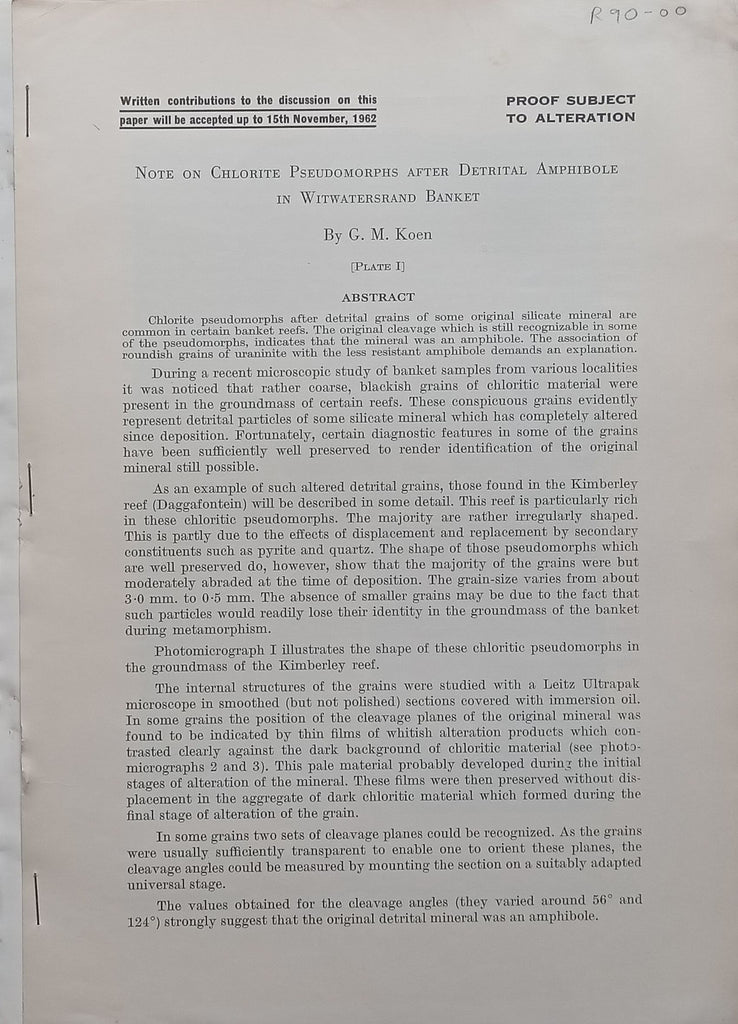 R90-00
Written contributions to the discussion on this
paper will be accepted up to 15th November, 1962
PROOF SUBJECT
TO ALTERATION
NOTE ON CHLORITE PSEUDOMORPHS AFTER DETRITAL AMPHIBOLE
IN WITWATERSRAND BANKET
By G. M. Koen
[PLATE I]
ABSTRACT
Chlorite pseudomorphs after detrital grains of some original silicate mineral are
common in certain banket reefs. The original cleavage which is still recognizable in some
of the pseudomorphs, indicates that the mineral was an amphibole. The association of
roundish grains of uraninite with the less resistant amphibole demands an explanation.
During a recent microscopic study of banket samples from various localities
it was noticed that rather coarse, blackish grains of chloritic material were
present in the groundmass of certain reefs. These conspicuous grains evidently
represent detrital particles of some silicate mineral which has completely altered
since deposition. Fortunately, certain diagnostic features in some of the grains
have been sufficiently well preserved to render identification of the original
mineral still possible.
As an example of such altered detrital grains, those found in the Kimberley
reef (Daggafontein) will be described in some detail. This reef is particularly rich
in these chloritic pseudomorphs. The majority are rather irregularly shaped.
This is partly due to the effects of displacement and replacement by secondary
constituents such as pyrite and quartz. The shape of those pseudomorphs which
are well preserved do, however, show that the majority of the grains were but
moderately abraded at the time of deposition. The grain-size varies from about
3·0 mm. to 0·5 mm. The absence of smaller grains may be due to the fact that
such particles would readily lose their identity in the groundmass of the banket
during metamorphism.
Photomicrograph I illustrates the shape of these chloritic pseudomorphs in
the groundmass of the Kimberley reef.
The internal structures of the grains were studied with a Leitz Ultrapak
microscope in smoothed (but not polished) sections covered with immersion oil.
In some grains the position of the cleavage planes of the original mineral was
found to be indicated by thin films of whitish alteration products which con-
trasted clearly against the dark background of chloritic material (see photo-
micrographs 2 and 3). This pale material probably developed during the initial
stages of alteration of the mineral. These films were then preserved without dis-
placement in the aggregate of dark chloritic material which formed during the
final stage of alteration of the grain.
In some grains two sets of cleavage planes could be recognized. As the grains
were usually sufficiently transparent to enable one to orient these planes, the
cleavage angles could be measured by mounting the section on a suitably adapted
universal stage.
The values obtained for the cleavage angles (they varied around 56° and
124°) strongly suggest that the original detrital mineral was an amphibole.